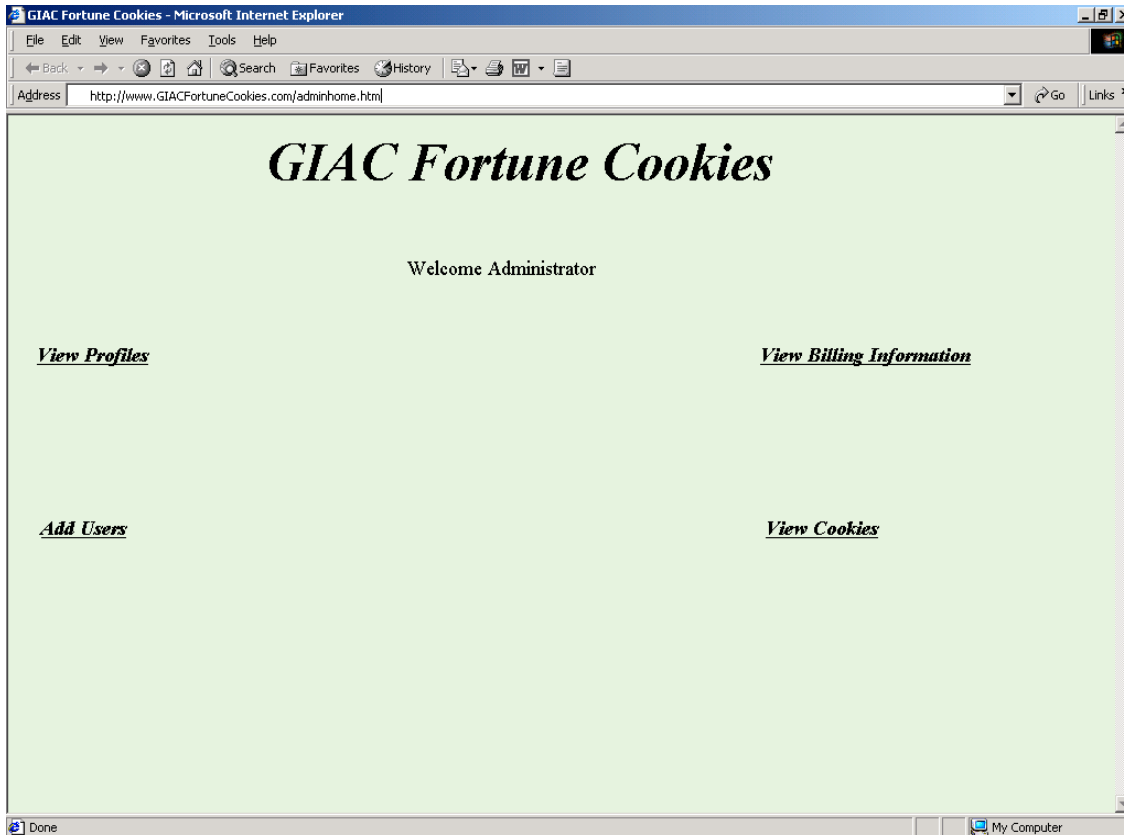 GIAC Fortune Cookies - Microsoft Internet Explorer
File Edit View Favorites Tools Help
Back Search Favorites History
Address http://www.GIACFortuneCookies.com/adminhome.htm Go Links
GIAC Fortune Cookies
Welcome Administrator
View Profiles View Billing Information
Add Users View Cookies
Done My Computer